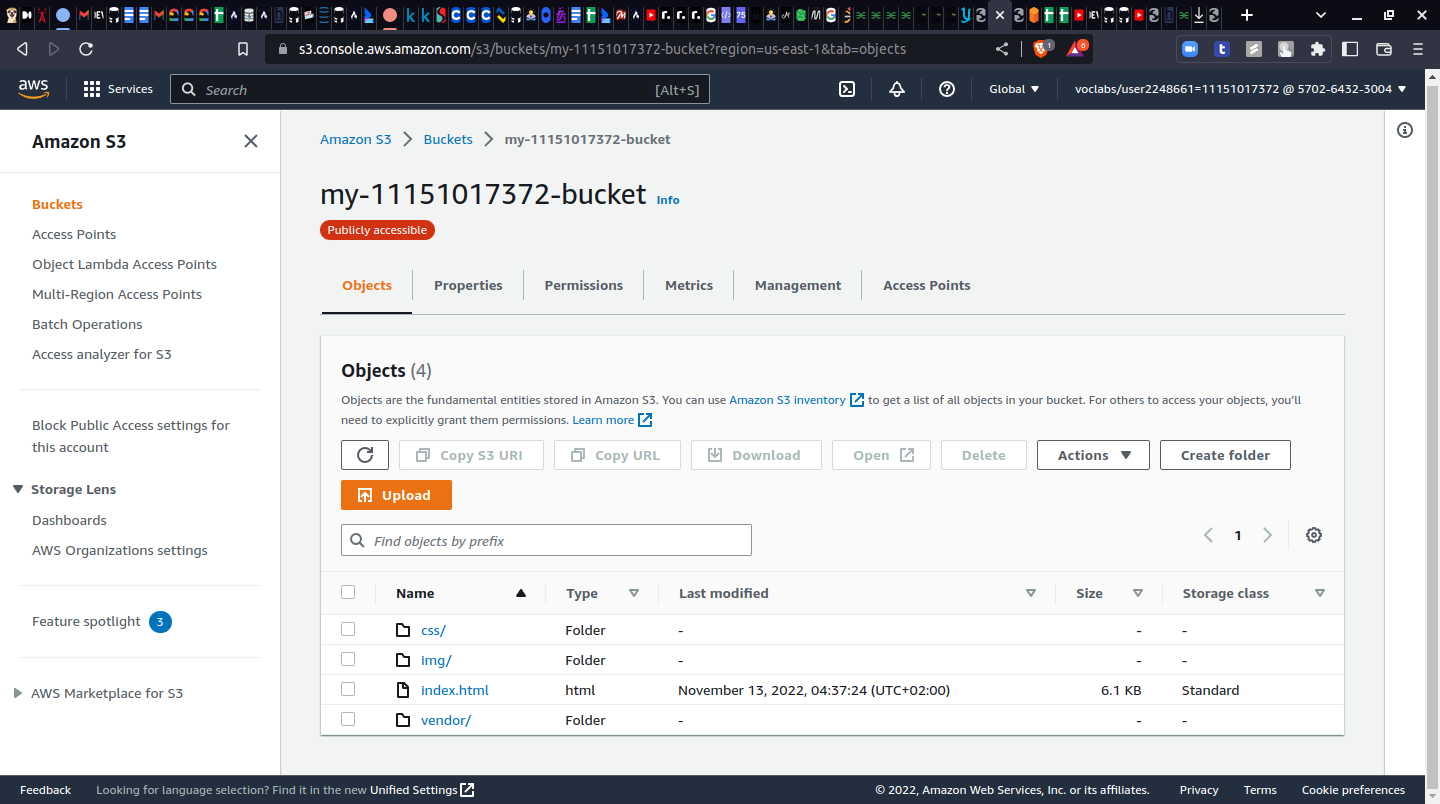 s3.console.aws.amazon.com/s3/buckets/my-11151017372-bucket?region=us-east-1&tab=objects
1
6
aws
Services
Search
[Alt+S]
Global
voclabs/user2248661=11151017372 @ 5702-6432-3004
Amazon S3
Buckets
Access Points
Object Lambda Access Points
Multi-Region Access Points
Batch Operations
Access analyzer for S3
Block Public Access settings for
this account
Storage Lens
Dashboards
AWS Organizations settings
Feature spotlight 3
AWS Marketplace for S3
Amazon S3 Buckets my-11151017372-bucket
my-11151017372-bucket Info
Publicly accessible
Objects Properties Permissions Metrics Management Access Points
Objects (4)
Objects are the fundamental entities stored in Amazon S3. You can use Amazon S3 inventory to get a list of all objects in your bucket. For others to access your objects, you'll
need to explicitly grant them permissions. Learn more
Copy S3 URI Copy URL Download Open Delete Actions Create folder
Upload
Find objects by prefix
1
Name Type Last modified Size Storage class
css/ Folder - - -
img/ Folder - - -
index.html html November 13, 2022, 04:37:24 (UTC+02:00) 6.1 KB Standard
vendor/ Folder - - -
Feedback Looking for language selection? Find it in the new Unified Settings © 2022, Amazon Web Services, Inc. or its affiliates. Privacy Terms Cookie preferences